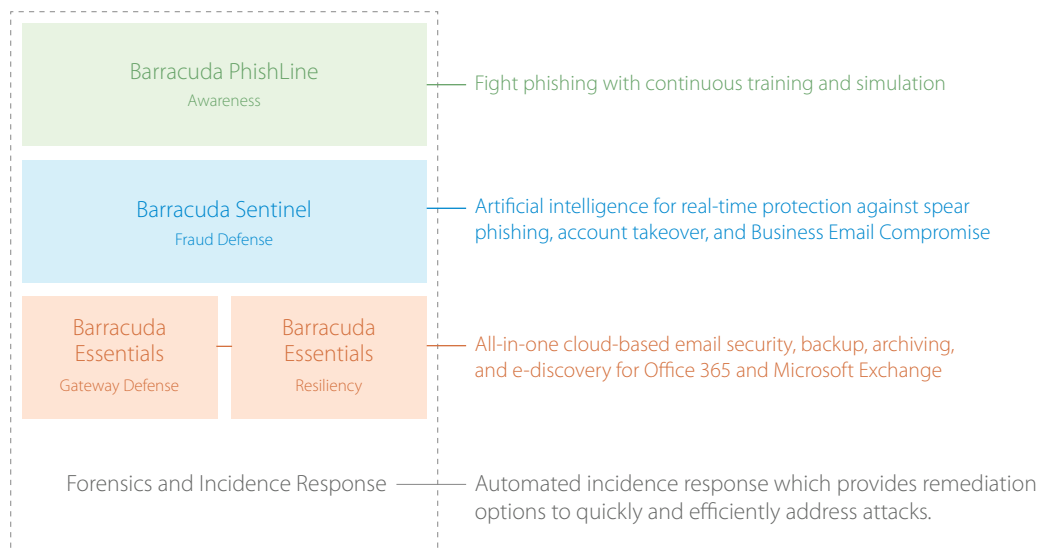 Barracuda PhishLine
Awareness
Fight phishing with continuous training and simulation
Barracuda Sentinel
Fraud Defense
Artificial intelligence for real-time protection against spear
phishing, account takeover, and Business Email Compromise
Barracuda
Essentials
Gateway Defense
Barracuda
Essentials
Resiliency
All-in-one cloud-based email security, backup, archiving,
and e-discovery for Office 365 and Microsoft Exchange
Forensics and Incidence Response
Automated incidence response which provides remediation
options to quickly and efficiently address attacks.